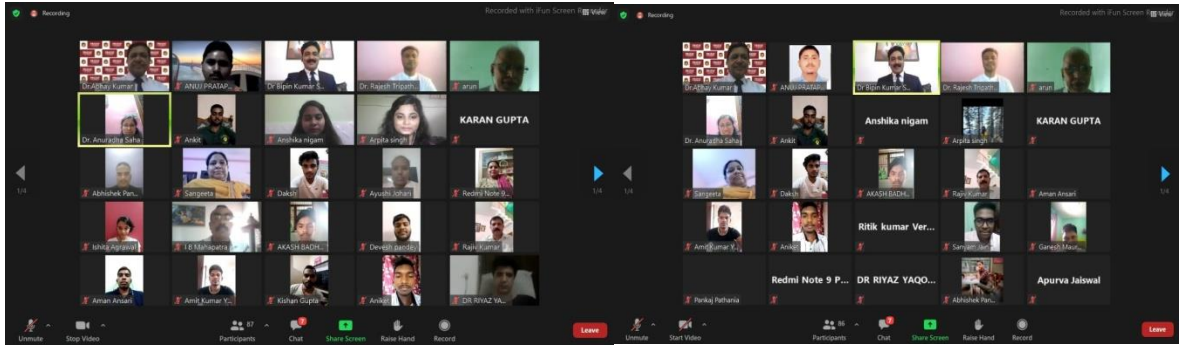 Recording
Recorded with iFun Screen Recorder
View
Dr.Abhay Kumar
ANUJ PRATAP...
Dr Bipin Kumar S...
Dr. Rajesh Tripath...
arun
Dr. Anuradha Saha
Ankit
Anshika nigam
Arpita singh
KARAN GUPTA
Abhishek Pan...
Sangeeta
Daksh
Ayushi Johari
Redmi Note 9...
Ishita Agrawal
I-B Mahapatra
AKASH BADH...
Devesh pandey
Rajiv Kumar
Aman Ansari
Amit Kumar Y...
Kishan Gupta
Aniket
DR RIYAZ YA...
1/4
1/4
Unmute
Stop Video
87
Participants
7
Chat
Share Screen
Raise Hand
Record
Leave
Recording
Recorded with iFun Screen Recorder
View
Dr.Abhay Kumar
ANUJ PRATAP...
Dr Bipin Kumar S...
Dr. Rajesh Tripath...
arun
Dr. Anuradha Saha
Ankit
Anshika nigam
Arpita singh
KARAN GUPTA
Sangeeta
Daksh
AKASH BADH...
Rajiv Kumar
Aman Ansari
Amit Kumar Y...
Aniket
Ritik kumar Ver...
Sanyam Jain
Ganesh Maur...
Pankaj Pathania
Redmi Note 9 P...
DR RIYAZ YAQO...
Abhishek Pan...
Apurva Jaiswal
1/4
1/4
Unmute
Start Video
86
Participants
7
Chat
Share Screen
Raise Hand
Record
Leave